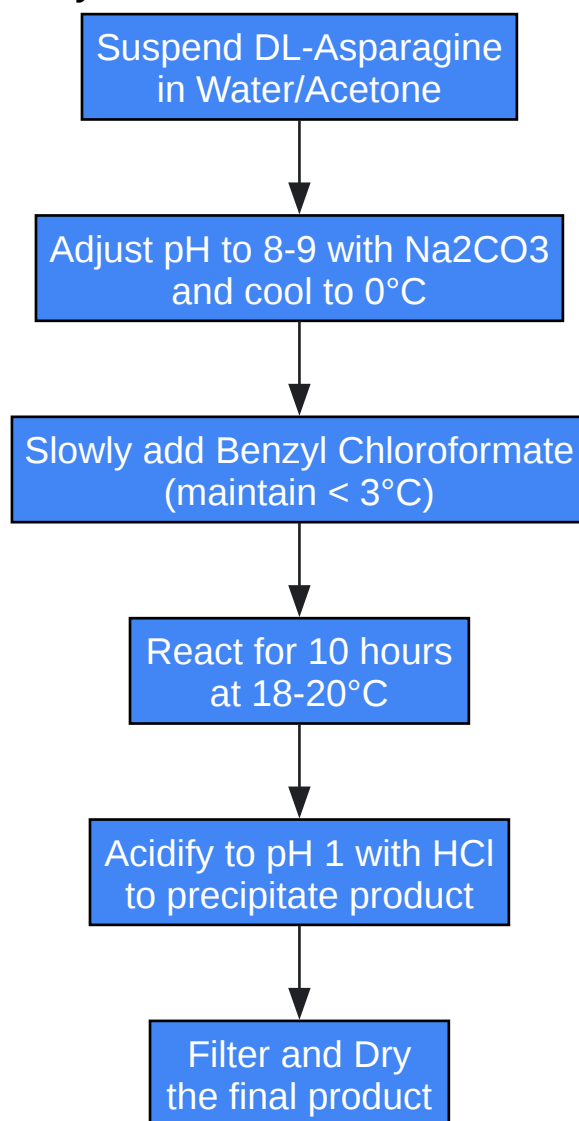 Suspend DL-Asparagine
in Water/Acetone
Adjust pH to 8-9 with Na2CO3
and cool to 0°C
Slowly add Benzyl Chloroformate
(maintain < 3°C)
React for 10 hours
at 18-20°C
Acidify to pH 1 with HCl
to precipitate product
Filter and Dry
the final product